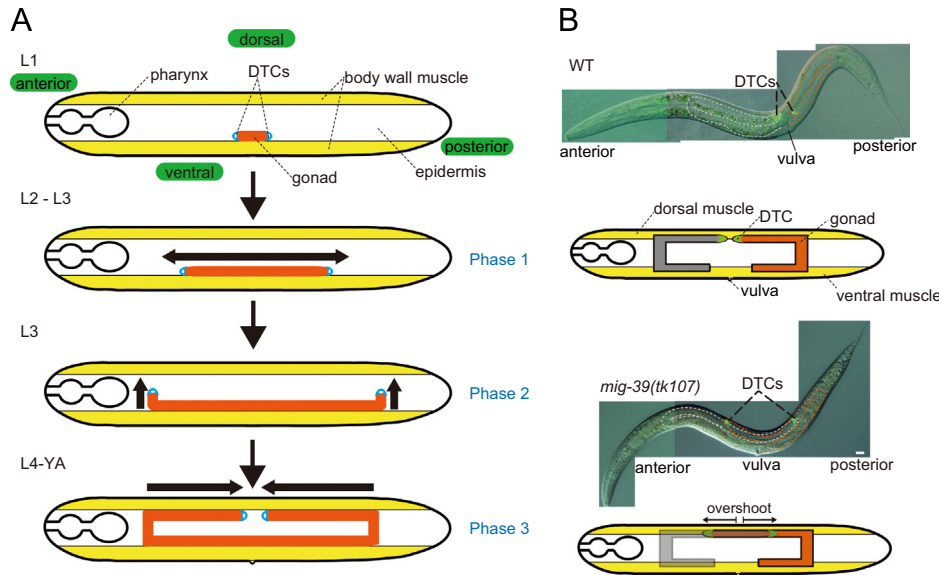 A
dorsal
L1
anterior
pharynx
DTCs
body wall muscle
posterior
ventral
gonad
epidermis
L2 - L3
Phase 1
L3
Phase 2
L4-YA
Phase 3
B
WT
DTCs
anterior
vulva
posterior
dorsal muscle
DTC
gonad
vulva
ventral muscle
mig-39(tk107)
DTCs
anterior
vulva
posterior
overshoot